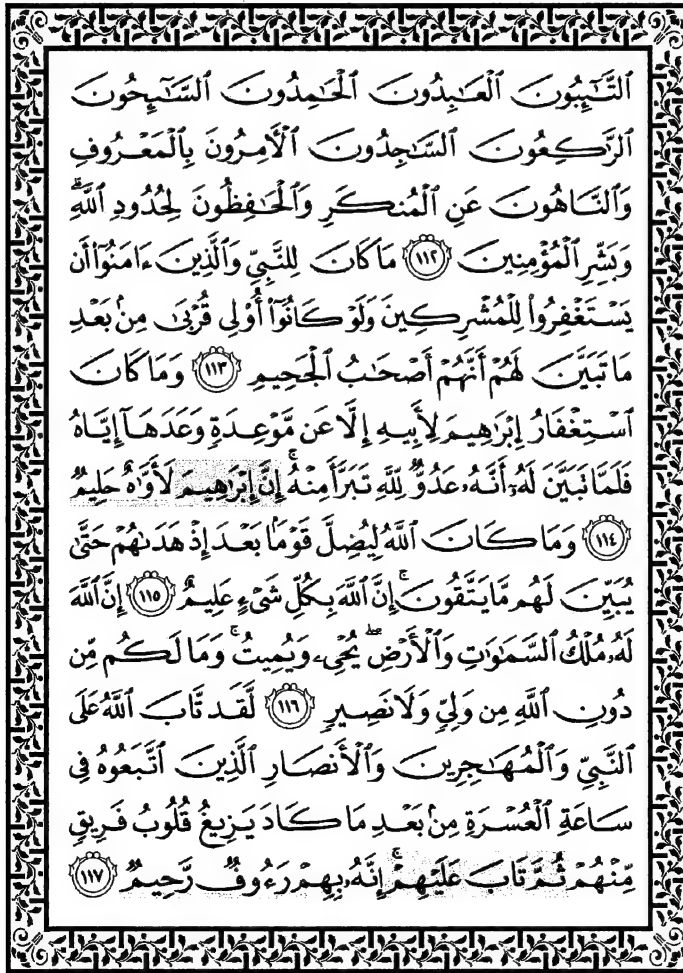 ٱلتَّٰٓئِبُونَ ٱلْعَٰبِدُونَ ٱلْحَٰمِدُونَ ٱلسَّٰٓئِحُونَ
ٱلرَّٰكِعُونَ ٱلسَّٰجِدُونَ ٱلْءَامِرُونَ بِٱلْمَعْرُوفِ
وَٱلنَّاهُونَ عَنِ ٱلْمُنكَرِ وَٱلْحَٰفِظُونَ لِحُدُودِ ٱللَّهِ ۗ
وَبَشِّرِ ٱلْمُؤْمِنِينَ ١١٢ مَا كَانَ لِلنَّبِيِّ وَٱلَّذِينَ ءَامَنُوٓا۟ أَن
يَسْتَغْفِرُوا۟ لِلْمُشْرِكِينَ وَلَوْ كَانُوٓا۟ أُو۟لِى قُرْبَىٰ مِنۢ بَعْدِ
مَا تَبَيَّنَ لَهُمْ أَنَّهُمْ أَصْحَٰبُ ٱلْجَحِيمِ ١١٣ وَمَا كَانَ
ٱسْتِغْفَارُ إِبْرَٰهِيمَ لِأَبِيهِ إِلَّا عَن مَّوْعِدَةٍ وَعَدَهَآ إِيَّاهُ
فَلَمَّا تَبَيَّنَ لَهُۥٓ أَنَّهُۥ عَدُوٌّ لِّلَّهِ تَبَرَّأَ مِنْهُ ۚ إِنَّ إِبْرَٰهِيمَ لَأَوَّٰهٌ حَلِيمٌ
١١٤ وَمَا كَانَ ٱللَّهُ لِيُضِلَّ قَوْمًۢا بَعْدَ إِذْ هَدَىٰهُمْ حَتَّىٰ
يُبَيِّنَ لَهُم مَّا يَتَّقُونَ ۚ إِنَّ ٱللَّهَ بِكُلِّ شَىْءٍ عَلِيمٌ ١١٥ إِنَّ ٱللَّهَ
لَهُۥ مُلْكُ ٱلسَّمَٰوَٰتِ وَٱلْأَرْضِ ۖ يُحْىِۦ وَيُمِيتُ ۚ وَمَا لَكُم مِّن
دُونِ ٱللَّهِ مِن وَلِىٍّ وَلَا نَصِيرٍ ١١٦ لَّقَد تَّابَ ٱللَّهُ عَلَى
ٱلنَّبِىِّ وَٱلْمُهَٰجِرِينَ وَٱلْأَنصَارِ ٱلَّذِينَ ٱتَّبَعُوهُ فِى
سَاعَةِ ٱلْعُسْرَةِ مِنۢ بَعْدِ مَا كَادَ يَزِيغُ قُلُوبُ فَرِيقٍ
مِّنْهُمْ ثُمَّ تَابَ عَلَيْهِمْ ۚ إِنَّهُۥ بِهِمْ رَءُوفٌ رَّحِيمٌ ١١٧